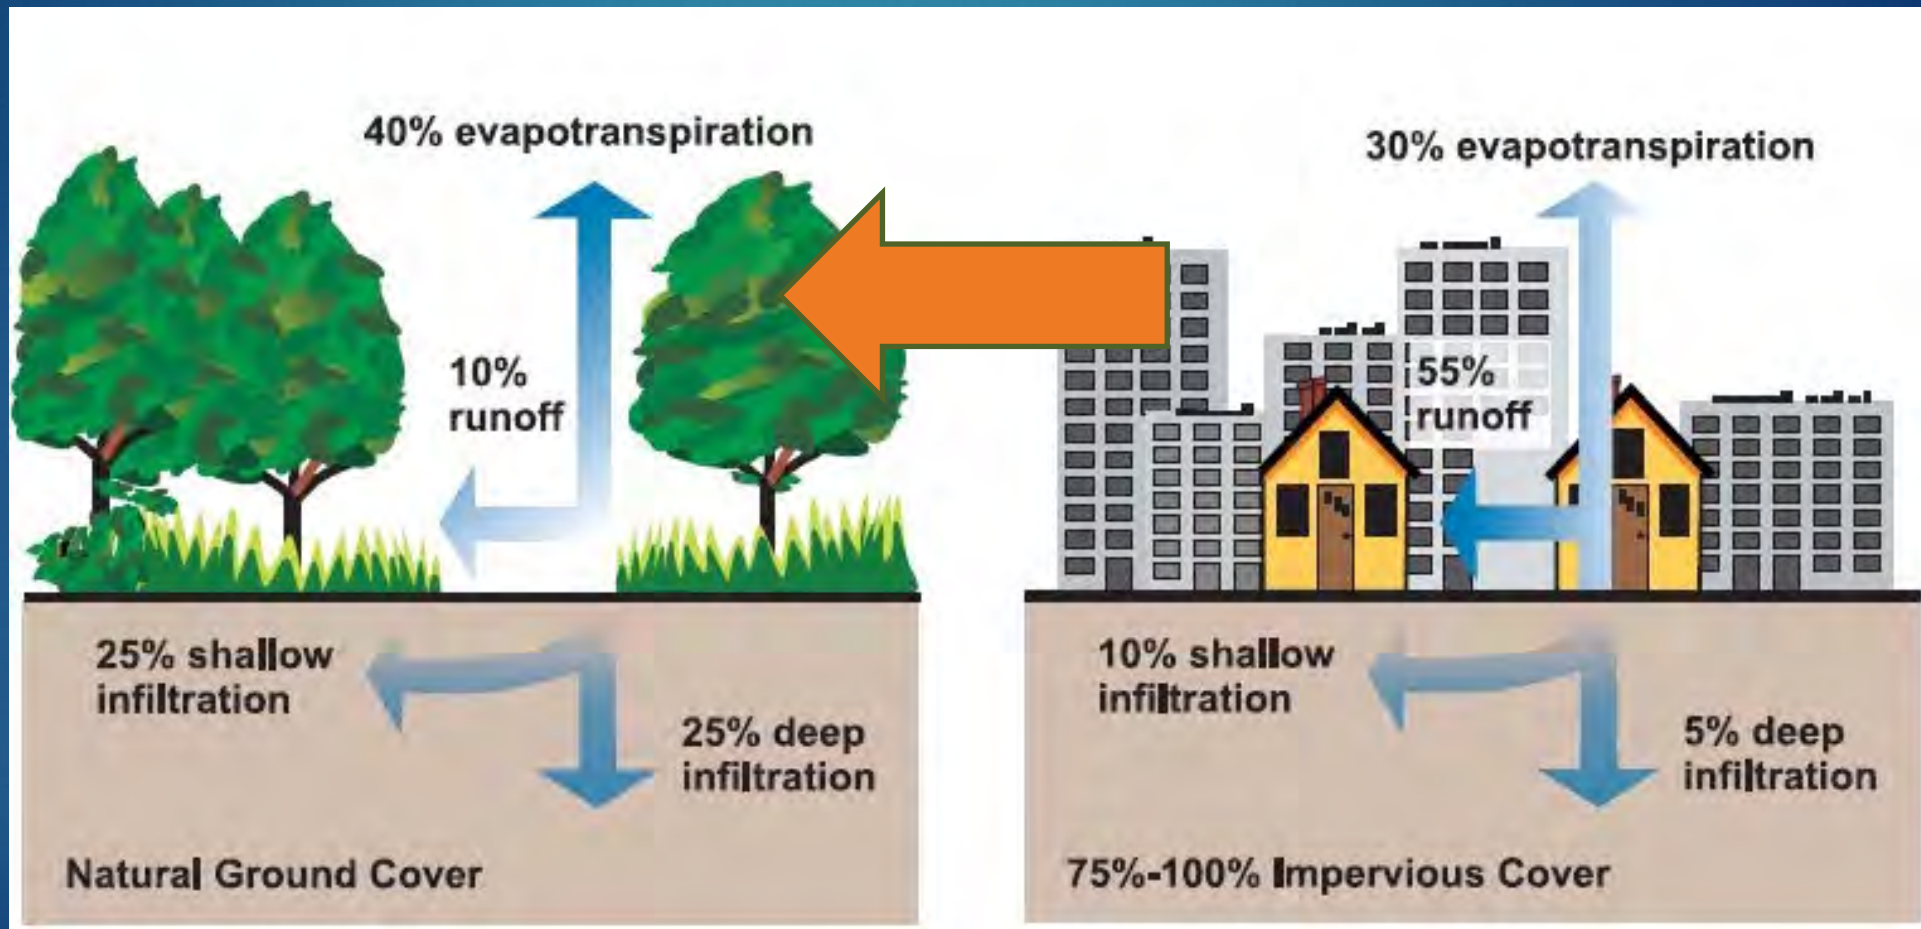 40% evapotranspiration
10%
runoff
25% shallow
infiltration
25% deep
infiltration
Natural Ground Cover
30% evapotranspiration
55%
runoff
10% shallow
infiltration
5% deep
infiltration
75%-100% Impervious Cover